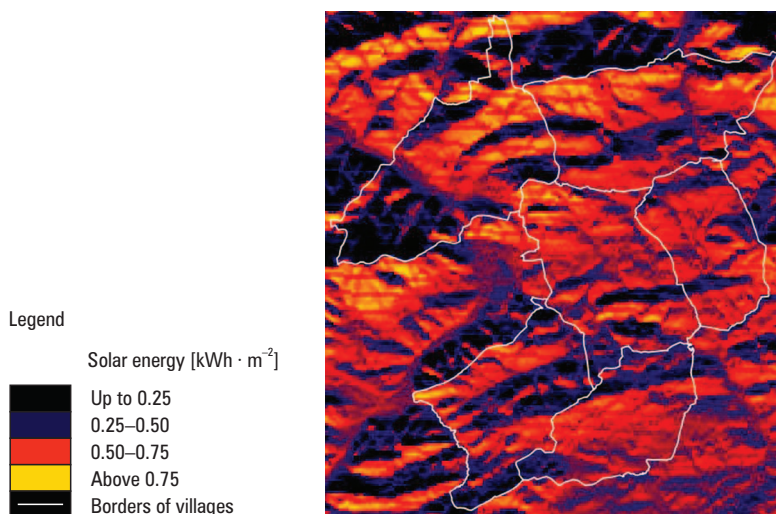 Legend
Solar energy [kWh · m⁻²]
Up to 0.25
0.25–0.50
0.50–0.75
Above 0.75
Borders of villages